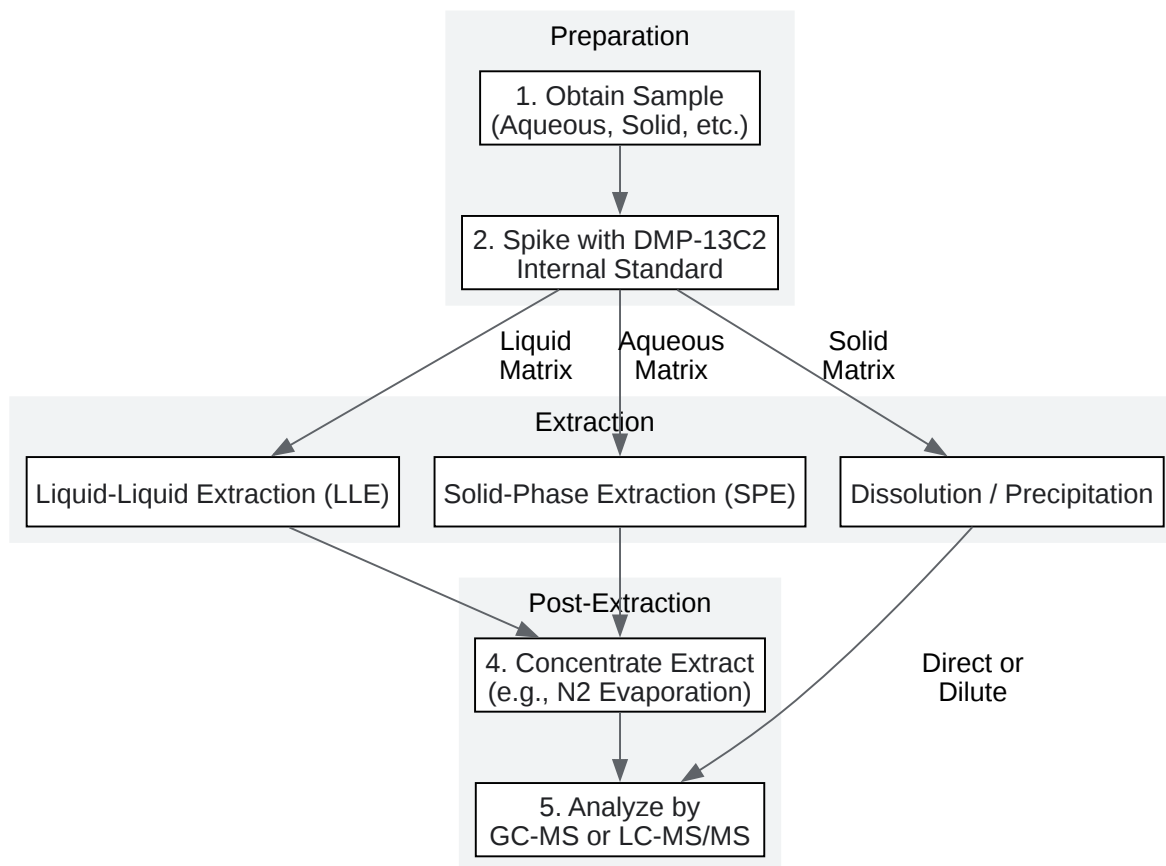 Preparation
1. Obtain Sample
(Aqueous, Solid, etc.)
2. Spike with DMP-13C2
Internal Standard
Liquid
Matrix
Aqueous
Matrix
Solid
Matrix
Extraction
Liquid-Liquid Extraction (LLE)
Solid-Phase Extraction (SPE)
Dissolution / Precipitation
Post-Extraction
4. Concentrate Extract
(e.g., N2 Evaporation)
Direct or
Dilute
5. Analyze by
GC-MS or LC-MS/MS